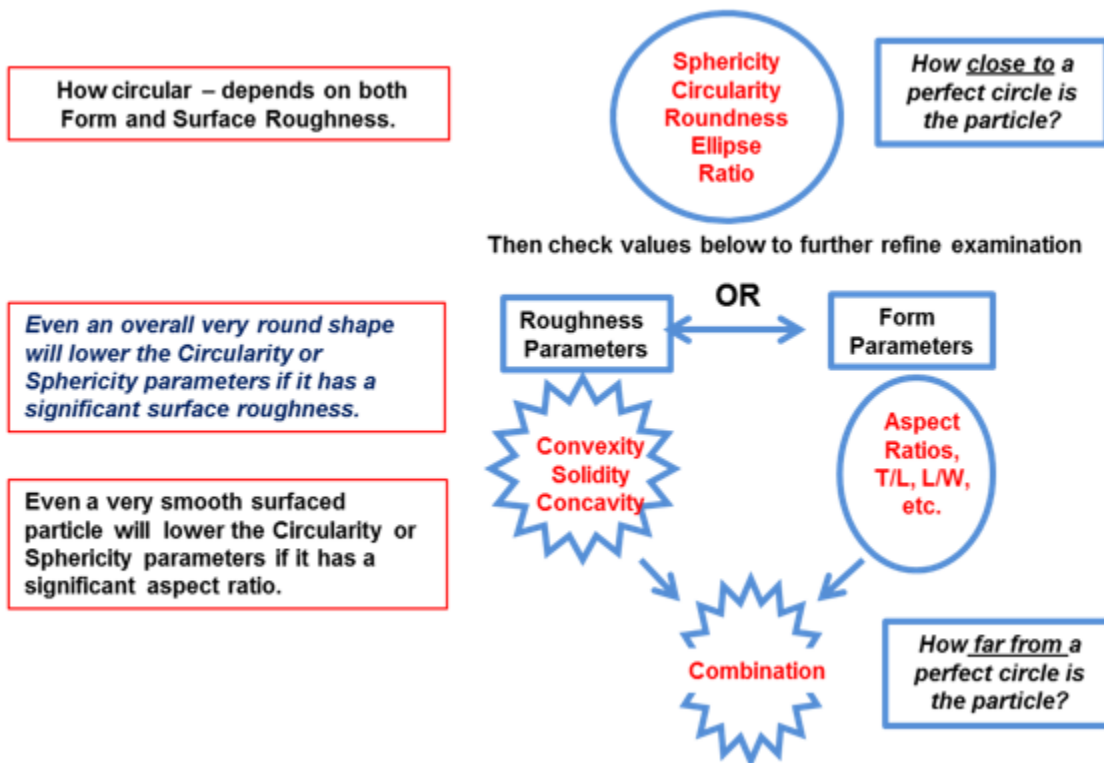 How circular – depends on both
Form and Surface Roughness.
Sphericity
Circularity
Roundness
Ellipse
Ratio
How close to a
perfect circle is
the particle?
Then check values below to further refine examination
Roughness
Parameters
OR
Form
Parameters
Even an overall very round shape
will lower the Circularity or
Sphericity parameters if it has a
significant surface roughness.
Convexity
Solidity
Concavity
Aspect
Ratios,
T/L, L/W,
etc.
Even a very smooth surfaced
particle will lower the Circularity or
Sphericity parameters if it has a
significant aspect ratio.
Combination
How far from a
perfect circle is
the particle?